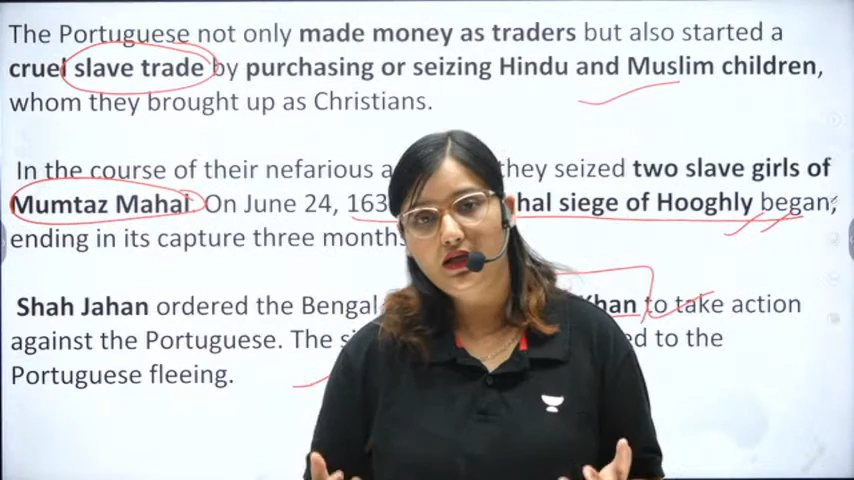 The Portuguese not only made money as traders but also started a
cruel slave trade by purchasing or seizing Hindu and Muslim children,
whom they brought up as Christians.
In the course of their nefarious they seized two slave girls of
Mumtaz Mahal On June 24, siege of Hooghly began,
ending in its capture three months
Shah Jahan ordered the Bengal Khan to take action
against the Portuguese. The to the
Portuguese fleeing.